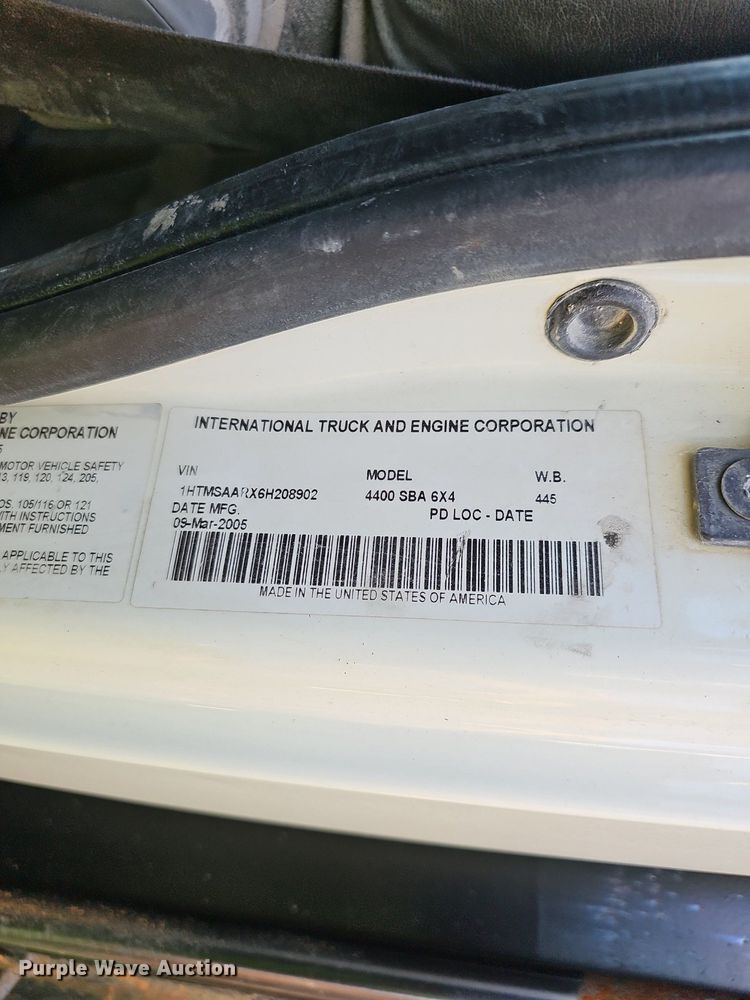 BY
NE CORPORATION
MOTOR VEHICLE SAFETY
3, 119, 120, 124, 205,
OS. 105/116 OR 121
WITH INSTRUCTIONS
MENT FURNISHED
APPLICABLE TO THIS
LY AFFECTED BY THE
INTERNATIONAL TRUCK AND ENGINE CORPORATION
VIN MODEL W.B.
1HTMSAARX6H208902 4400 SBA 6X4 445
DATE MFG. PD LOC - DATE
09-Mar-2005
MADE IN THE UNITED STATES OF AMERICA
Purple Wave Auction